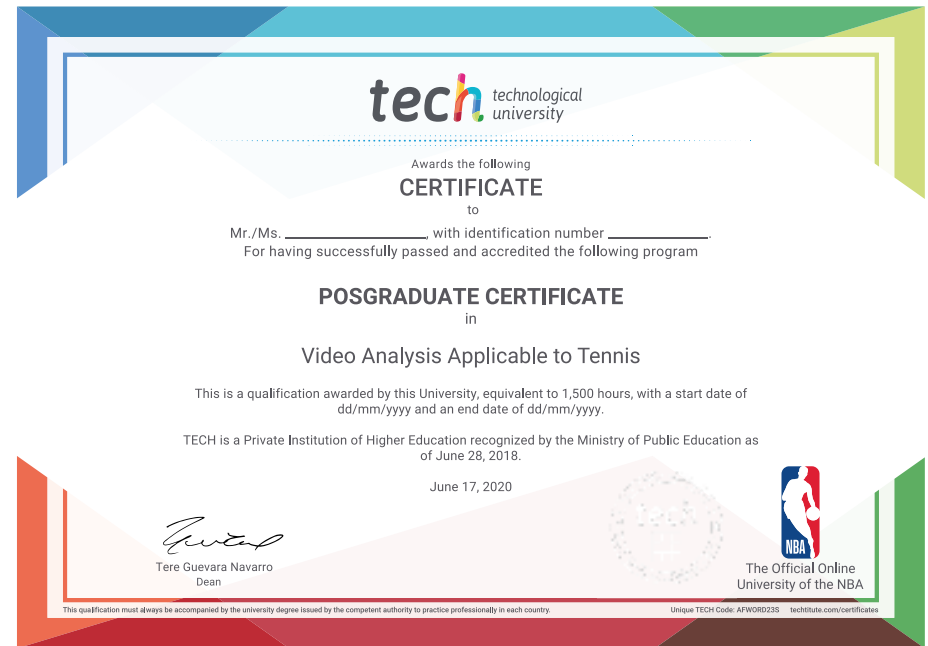 tech technological
university
Awards the following
CERTIFICATE
to
Mr./Ms. ____________________, with identification number ______________.
For having successfully passed and accredited the following program
POSGRADUATE CERTIFICATE
in
Video Analysis Applicable to Tennis
This is a qualification awarded by this University, equivalent to 1,500 hours, with a start date of
dd/mm/yyyy and an end date of dd/mm/yyyy.
TECH is a Private Institution of Higher Education recognized by the Ministry of Public Education as
of June 28, 2018.
June 17, 2020
tech
NBA
Tere Guevara Navarro
Dean
The Official Online
University of the NBA
This qualification must always be accompanied by the university degree issued by the competent authority to practice professionally in each country.
Unique TECH Code: AFWORD23S techtitute.com/certificates